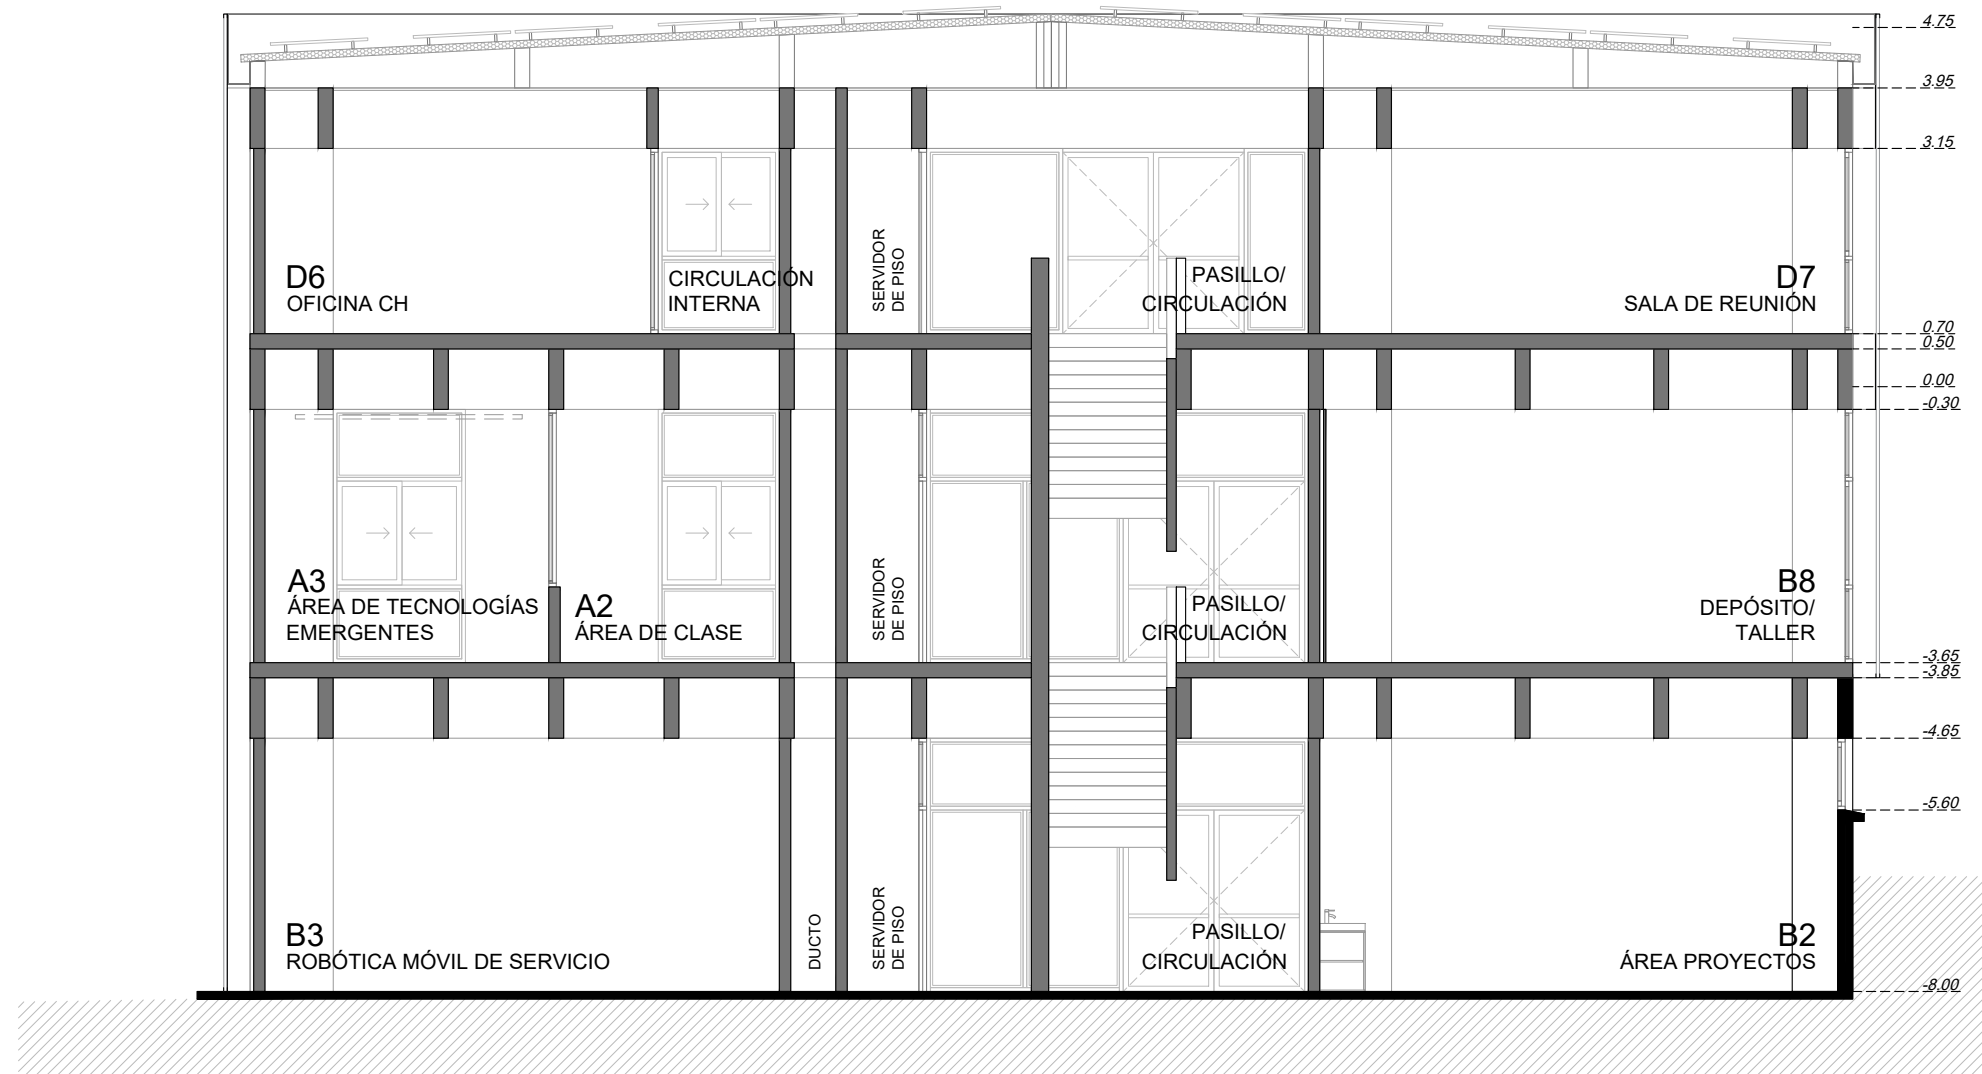 4.75
3.95
3.15
D6
OFICINA CH
CIRCULACIÓN
INTERNA
SERVIDOR
DE PISO
PASILLO/
CIRCULACIÓN
D7
SALA DE REUNIÓN
0.70
0.50
0.00
-0.30
A3
ÁREA DE TECNOLOGÍAS
EMERGENTES
A2
ÁREA DE CLASE
SERVIDOR
DE PISO
PASILLO/
CIRCULACIÓN
B8
DEPÓSITO/
TALLER
-3.65
-3.85
-4.65
-5.60
B3
ROBÓTICA MÓVIL DE SERVICIO
DUCTO
SERVIDOR
DE PISO
PASILLO/
CIRCULACIÓN
B2
ÁREA PROYECTOS
-8.00